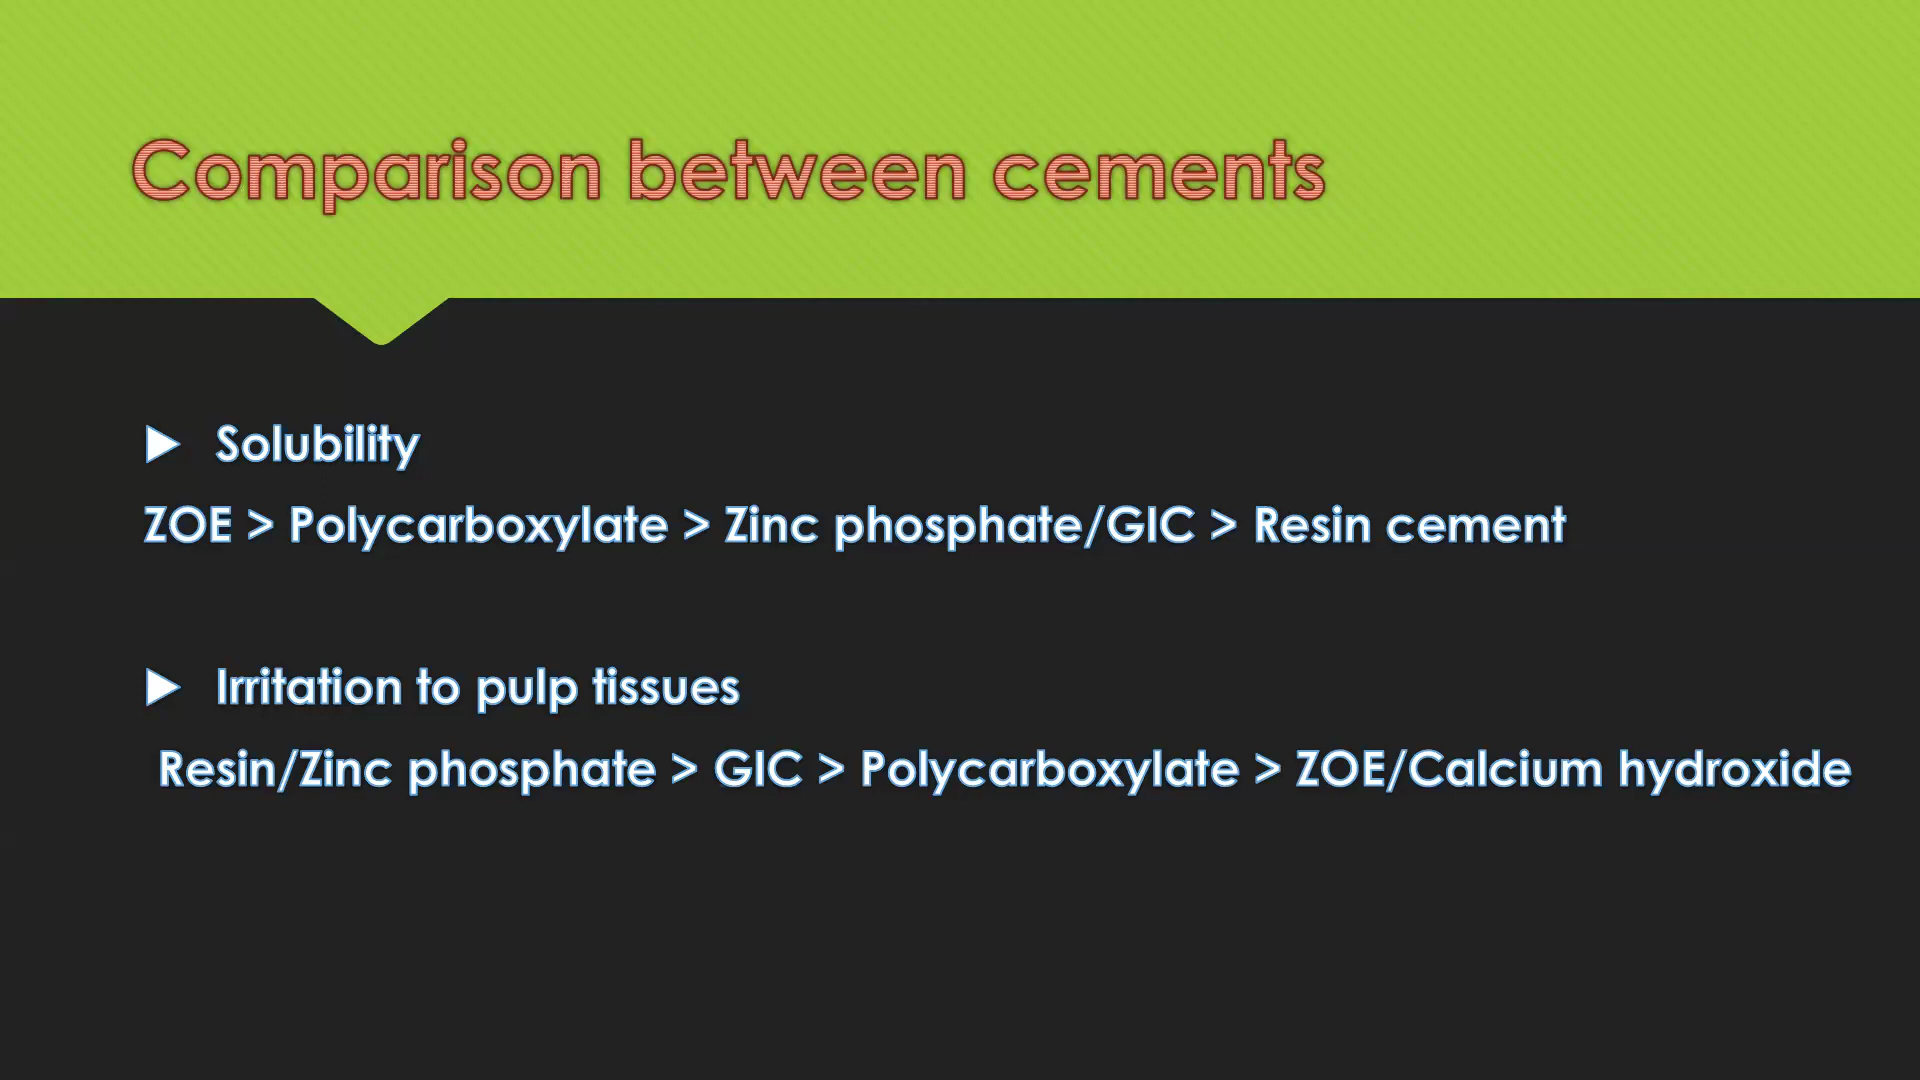 Comparison between cements
▶ Solubility
ZOE > Polycarboxylate > Zinc phosphate/GIC > Resin cement
▶ Irritation to pulp tissues
Resin/Zinc phosphate > GIC > Polycarboxylate > ZOE/Calcium hydroxide